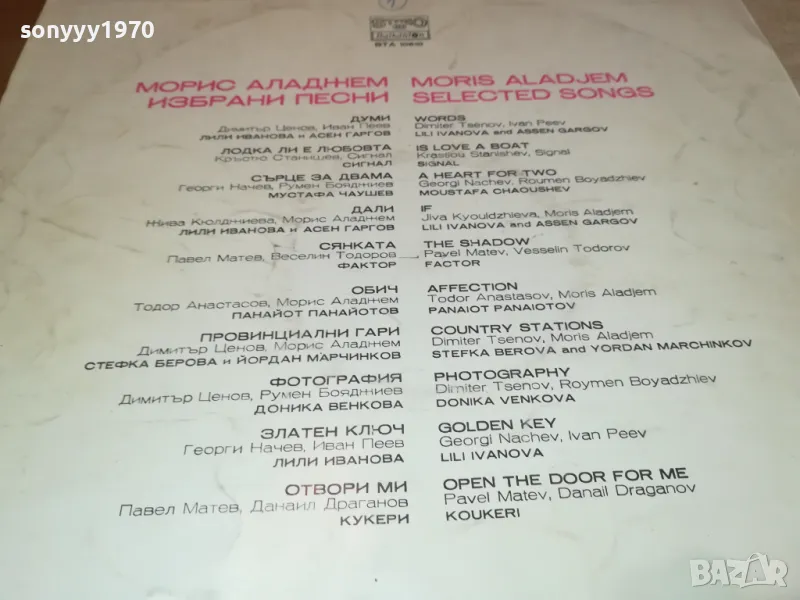 sonyyy1970
СТЕРЕО
Балкантон
ВТА 10810
МОРИС АЛАДЖЕМ
ИЗБРАНИ ПЕСНИ
ДУМИ
Димитър Ценов, Иван Пеев
ЛИЛИ ИВАНОВА и АСЕН ГАРГОВ
ЛОДКА ЛИ Е ЛЮБОВТА
Кръстю Станишев, Сигнал
СИГНАЛ
СЪРЦЕ ЗА ДВАМА
Георги Начев, Румен Бояджиев
МУСТАФА ЧАУШЕВ
ДАЛИ
Жива Кюлджиева, Морис Аладжем
ЛИЛИ ИВАНОВА и АСЕН ГАРГОВ
СЯНКАТА
Павел Матев, Веселин Тодоров
ФАКТОР
ОБИЧ
Тодор Анастасов, Морис Аладжем
ПАНАЙОТ ПАНАЙОТОВ
ПРОВИНЦИАЛНИ ГАРИ
Димитър Ценов, Морис Аладжем
СТЕФКА БЕРОВА и ЙОРДАН МАРЧИНКОВ
ФОТОГРАФИЯ
Димитър Ценов, Румен Бояджиев
ДОНИКА ВЕНКОВА
ЗЛАТЕН КЛЮЧ
Георги Начев, Иван Пеев
ЛИЛИ ИВАНОВА
ОТВОРИ МИ
Павел Матев, Данаил Драганов
КУКЕРИ
MORIS ALADJEM
SELECTED SONGS
WORDS
Dimiter Tsenov, Ivan Peev
LILI IVANOVA and ASSEN GARGOV
IS LOVE A BOAT
Krastiou Stanishev, Signal
SIGNAL
A HEART FOR TWO
Georgi Nachev, Roumen Boyadzhiev
MOUSTAFA CHAOUSHEV
IF
Jiva Kyouldzhieva, Moris Aladjem
LILI IVANOVA and ASSEN GARGOV
THE SHADOW
Pavel Matev, Vesselin Todorov
FACTOR
AFFECTION
Todor Anastasov, Moris Aladjem
PANAIOT PANAIOTOV
COUNTRY STATIONS
Dimiter Tsenov, Moris Aladjem
STEFKA BEROVA and YORDAN MARCHINKOV
PHOTOGRAPHY
Dimiter Tsenov, Roymen Boyadzhiev
DONIKA VENKOVA
GOLDEN KEY
Georgi Nachev, Ivan Peev
LILI IVANOVA
OPEN THE DOOR FOR ME
Pavel Matev, Danail Draganov
KOUKERI
BAZAR